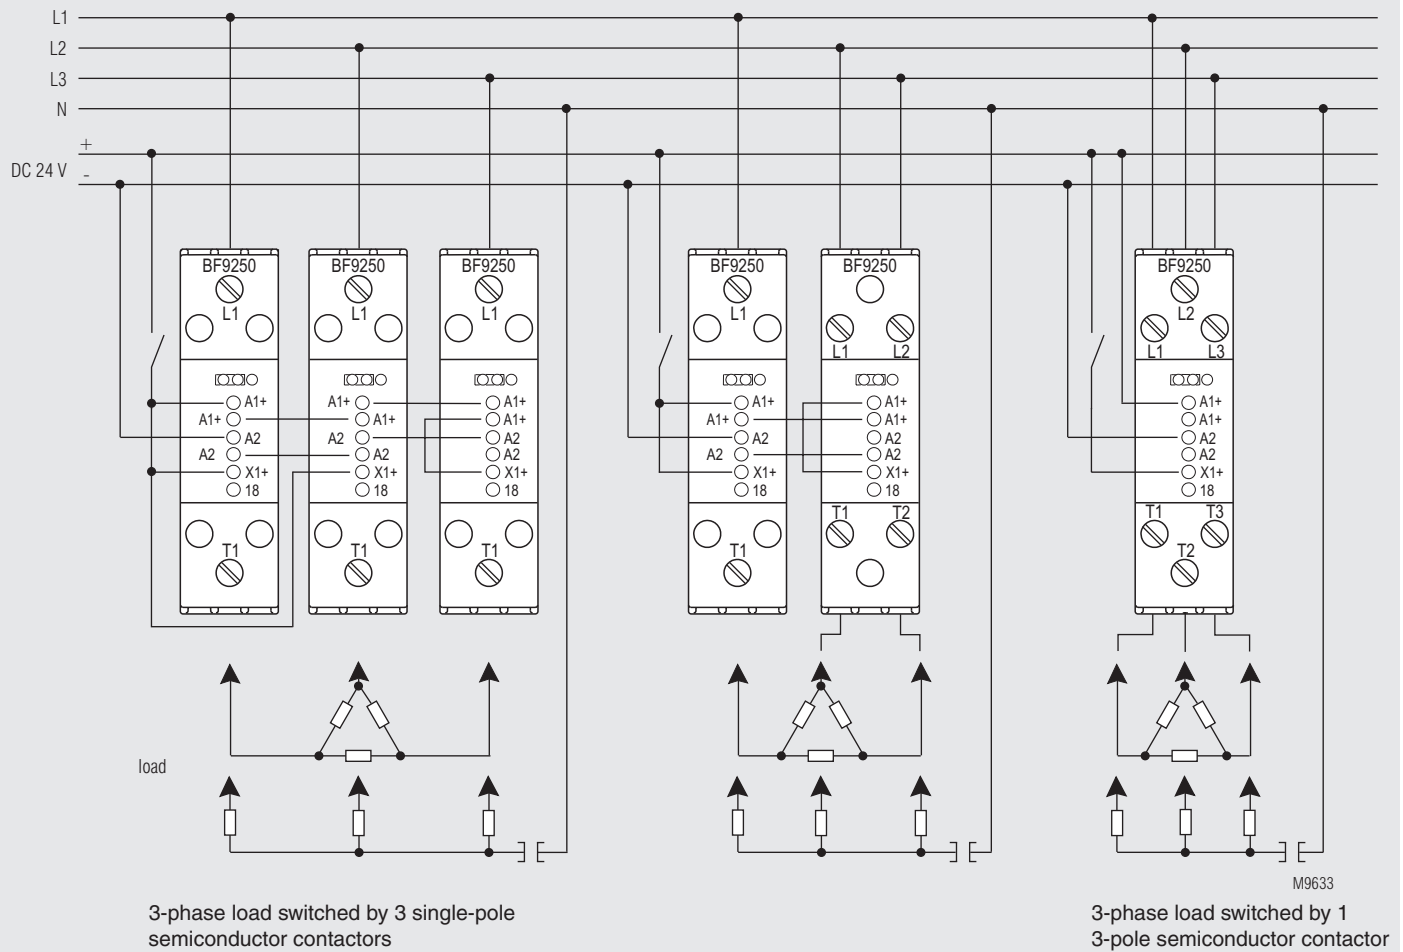 L1
L2
L3
N
+
DC 24 V
-
BF9250 BF9250 BF9250 BF9250 BF9250 BF9250
L1 L1 L1 L1 L2
L1 L2 L1 L3
A1+ A1+ A1+ A1+ A1+ A1+
A1+ A1+ A1+ A1+ A1+ A1+
A2 A2 A2 A2 A2 A2
A2 A2 A2 A2 A2 A2
X1+ X1+ X1+ X1+ X1+ X1+
18 18 18 18 18 18
T1 T2 T1 T3
T1 T1 T1 T1 T2
load
M9633
3-phase load switched by 3 single-pole
semiconductor contactors
3-phase load switched by 1
3-pole semiconductor contactor